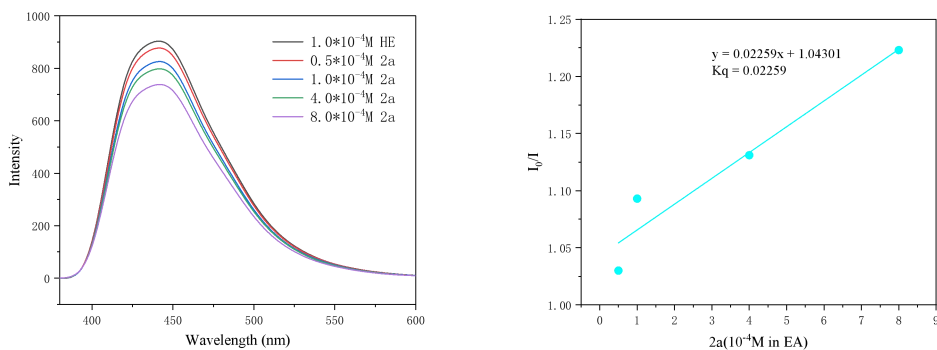 1000
800
600
400
200
0
Intensity
400
450
500
550
600
Wavelength (nm)
1.0*10⁻⁴M HE
0.5*10⁻⁴M 2a
1.0*10⁻⁴M 2a
4.0*10⁻⁴M 2a
8.0*10⁻⁴M 2a
1.25
1.20
1.15
1.10
1.05
1.00
I₀/I
y = 0.02259x + 1.04301
Kq = 0.02259
0
1
2
3
4
5
6
7
8
9
2a(10⁻⁴M in EA)